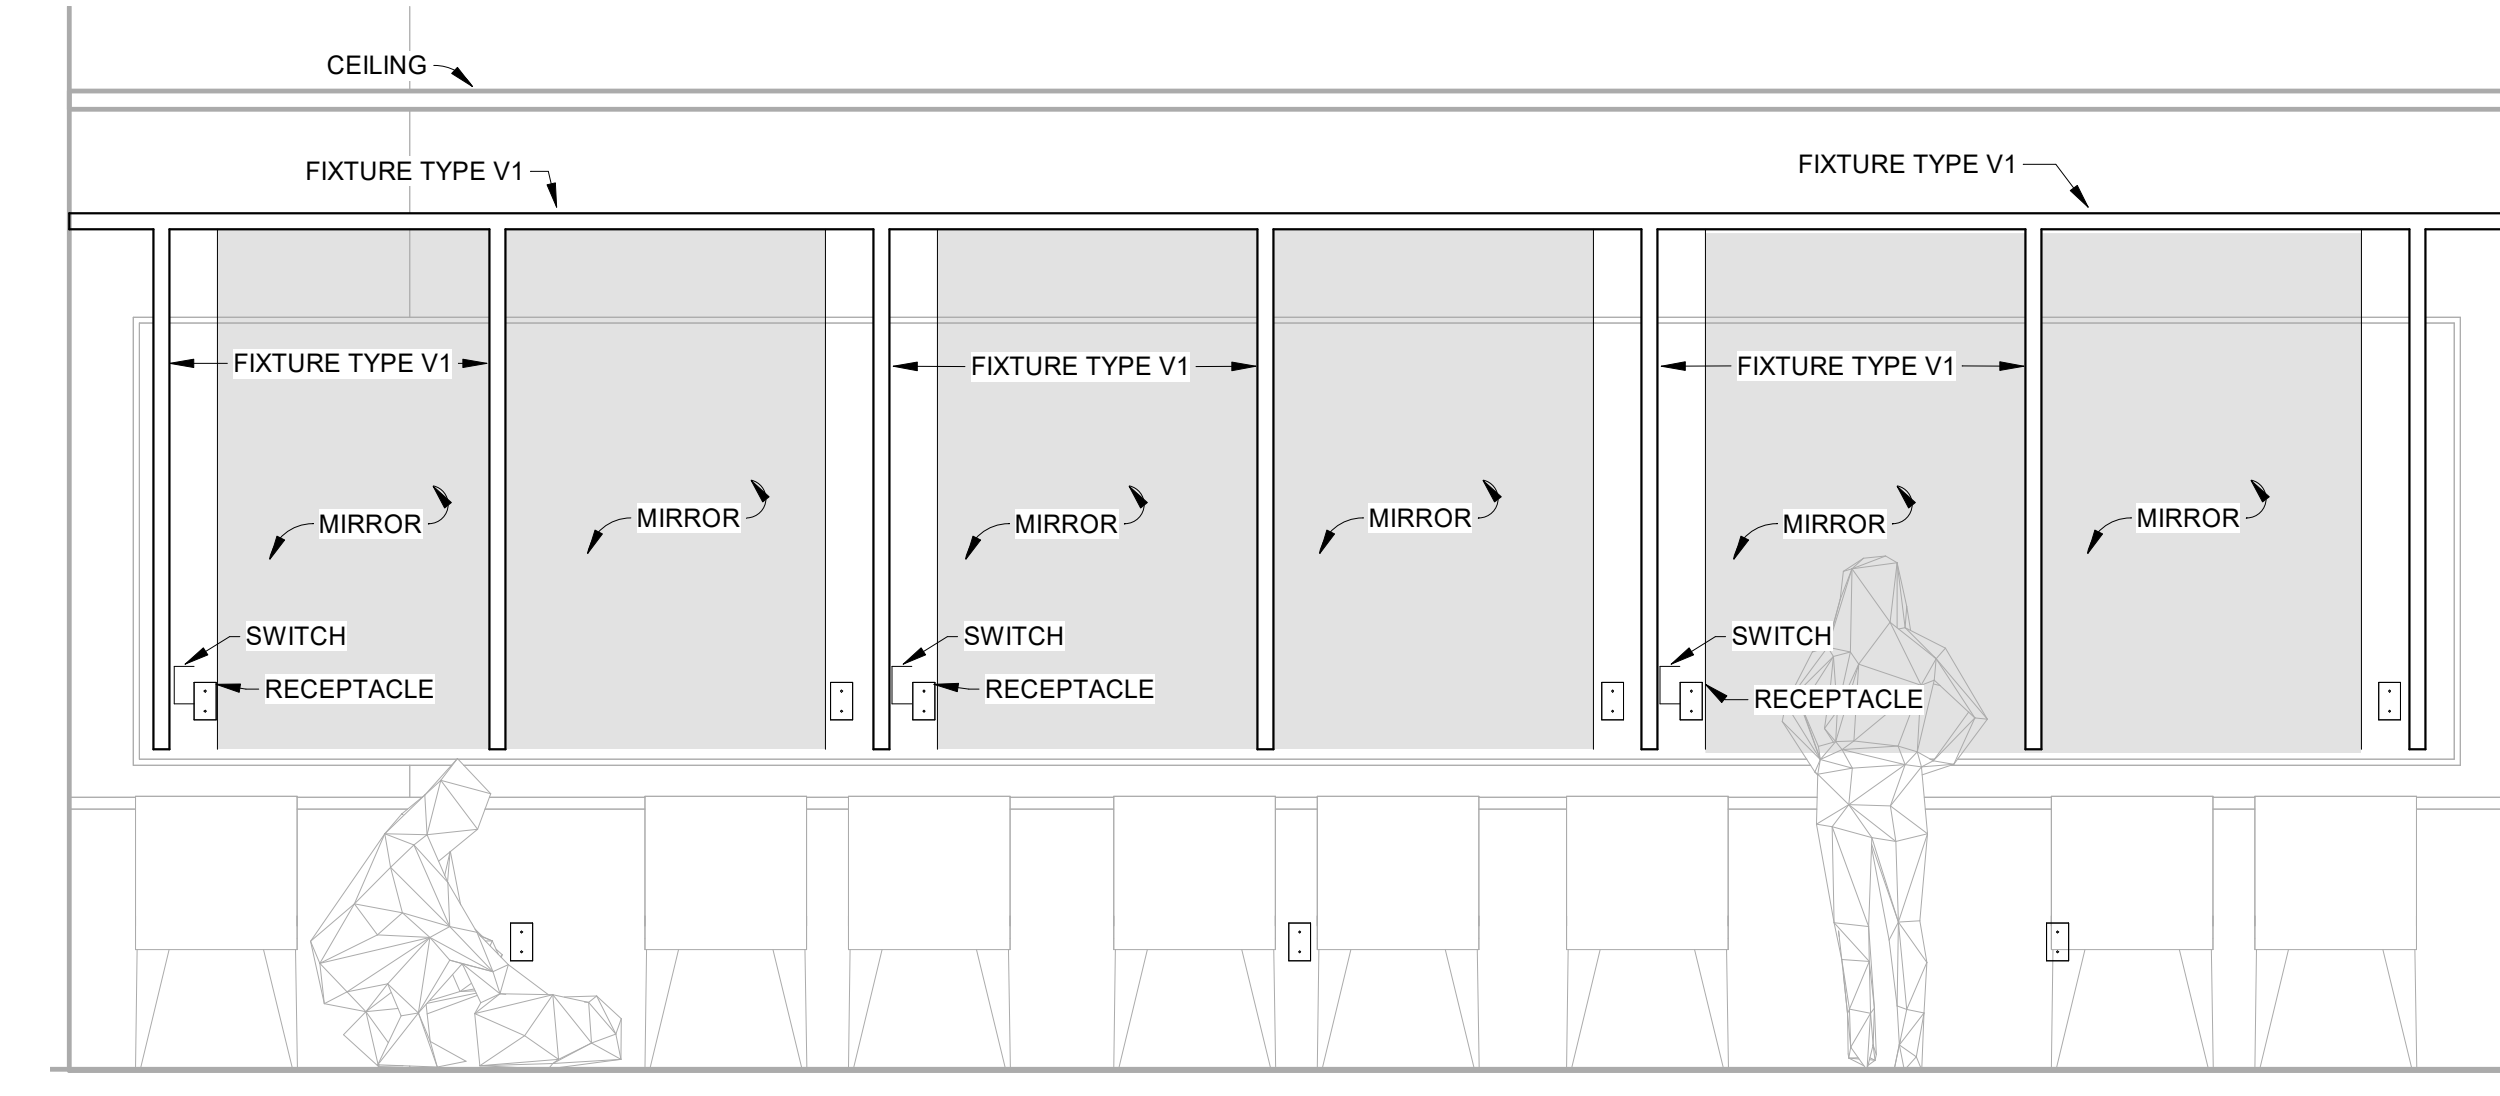 CEILING
FIXTURE TYPE V1
FIXTURE TYPE V1
FIXTURE TYPE V1
FIXTURE TYPE V1
FIXTURE TYPE V1
MIRROR
MIRROR
MIRROR
MIRROR
MIRROR
MIRROR
SWITCH
SWITCH
SWITCH
RECEPTACLE
RECEPTACLE
RECEPTACLE